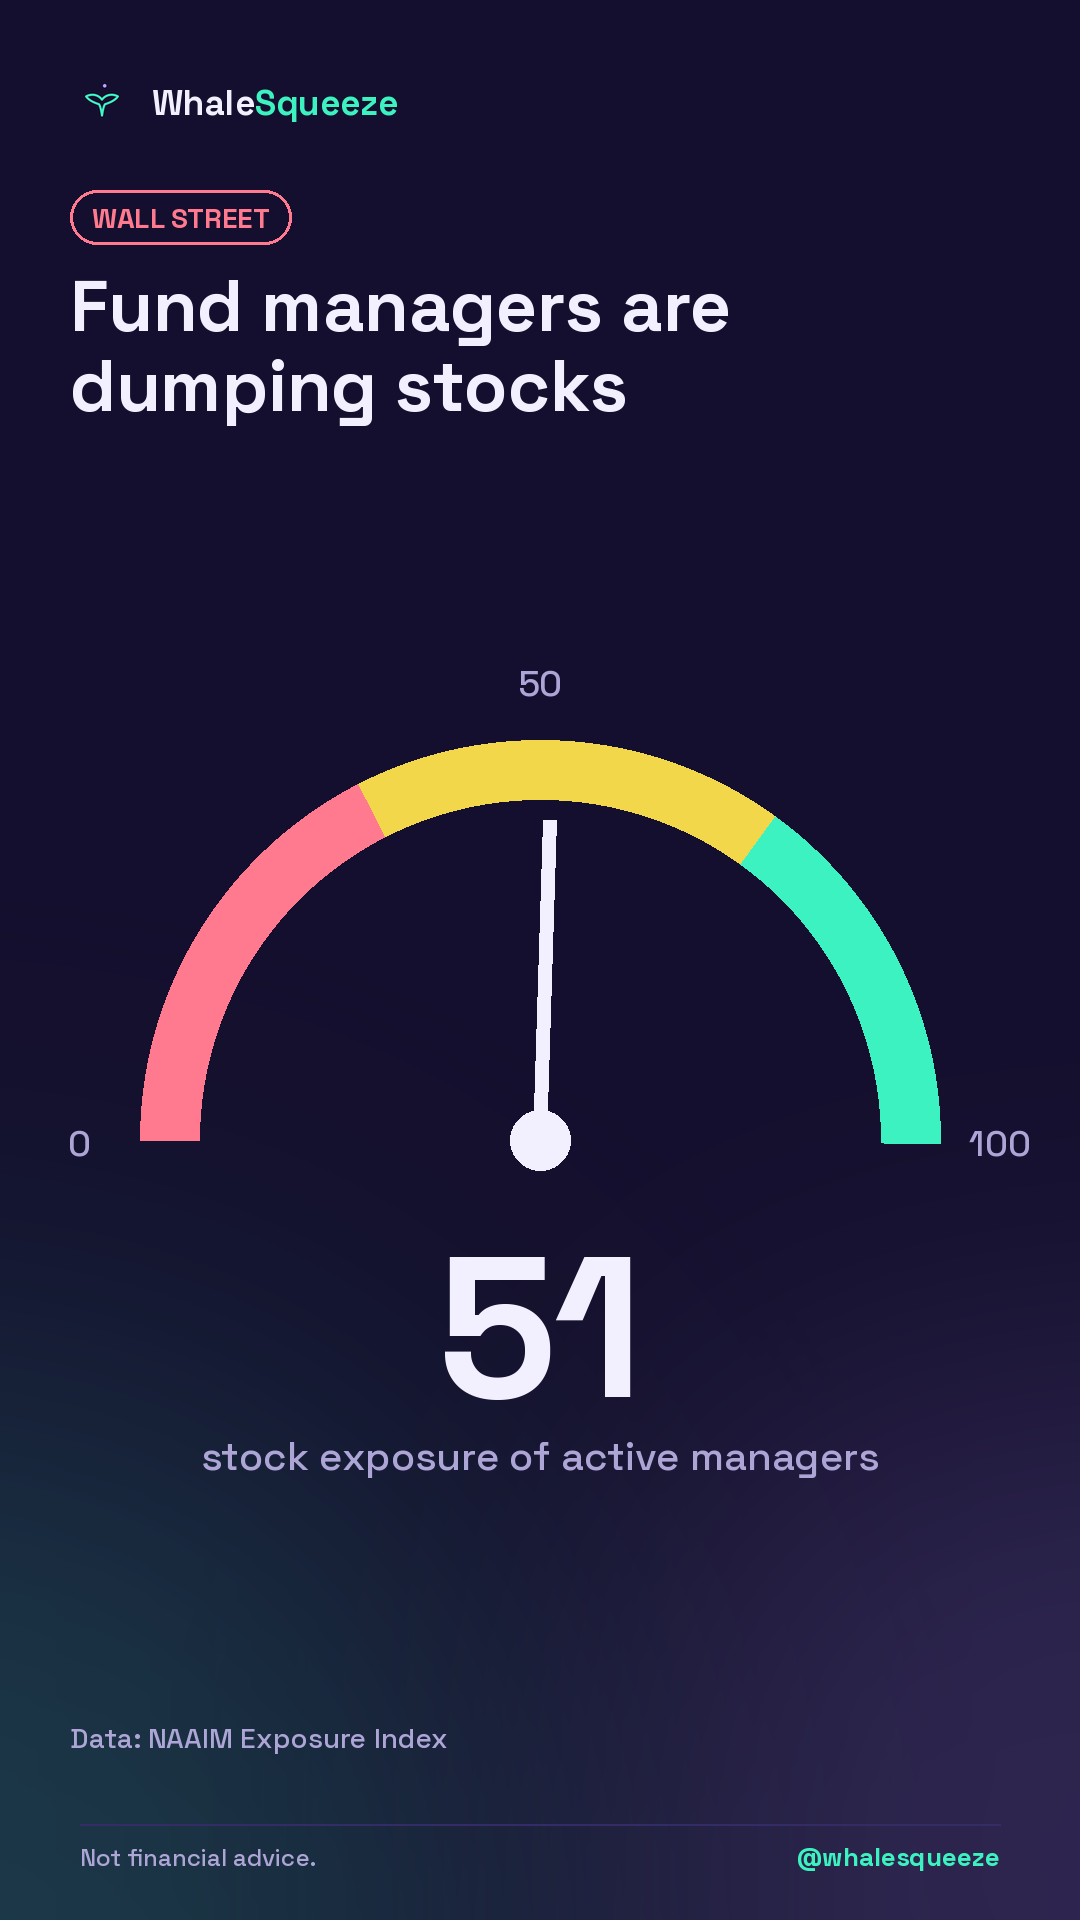 WhaleSqueeze
WALL STREET
Fund managers are
dumping stocks
50
0
100
51
stock exposure of active managers
Data: NAAIM Exposure Index
Not financial advice.
@whalesqueeze